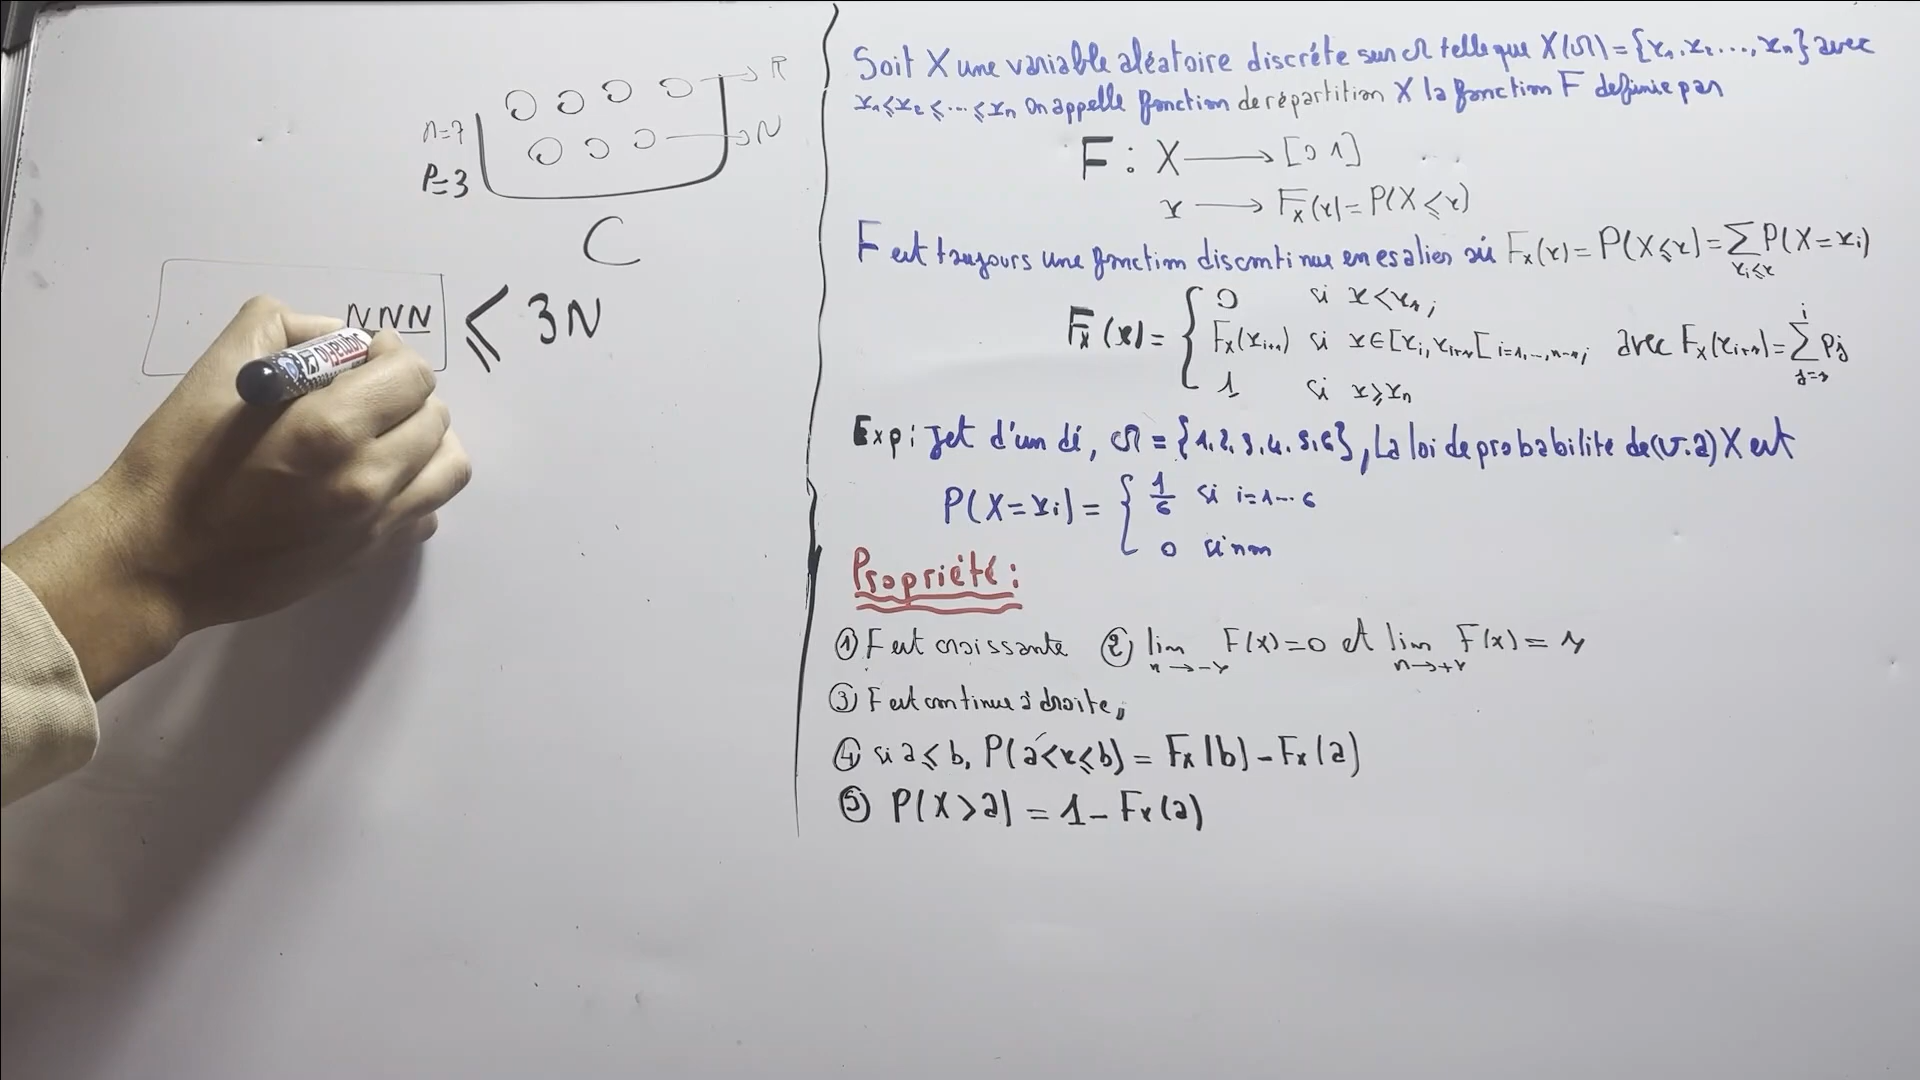 R
n=7
N
P=3
C
NNN ⩽ 3N
Soit X une variable aléatoire discréte sur Ω telle que X(Ω)={x₁,x₂...,xₙ} avec
x₁⩽x₂⩽...⩽xₙ On appelle fonction de répartition X la fonction F definie par
F : X ⟶ [0 1]
x ⟶ Fₓ(x)=P(X⩽x)
F est toujours une fonction discontinue en esalier où Fₓ(x)=P(X⩽x)=∑ P(X=xᵢ)
xᵢ⩽x
0 si x<x₁;
Fₓ(x)= { Fₓ(xᵢ₊₁) si x∈[xᵢ,xᵢ₊₁[ i=1,...,n-1; avec Fₓ(xᵢ₊₁)=∑ Pj
1 si x⩾xₙ
Exp: Jet d'un dé, Ω={1.2.3.4.5.6}, La loi de probabilite de (v.a) X est
P(X=xᵢ)= { 1/6 si i=1...6
0 sinon
Propriété:
① F est croissante ② lim F(x)=0 et lim F(x)=1
③ F est continue à droite,
④ si a⩽b, P(a<x⩽b)=Fₓ(b)-Fₓ(a)
⑤ P(X>a)=1-Fₓ(a)